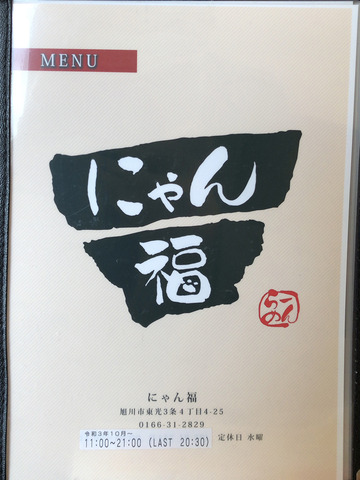 MENU
にゃん
福
らーめん
にゃん福
旭川市東光3条4丁目4-25
0166-31-2829
令和3年10月～
11:00~21:00 (LAST 20:30)
定休日 水曜